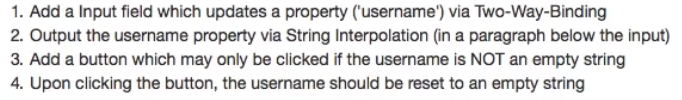 1. Add a Input field which updates a property ('username') via Two-Way-Binding
2. Output the username property via String Interpolation (in a paragraph below the input)
3. Add a button which may only be clicked if the username is NOT an empty string
4. Upon clicking the button, the username should be reset to an empty string